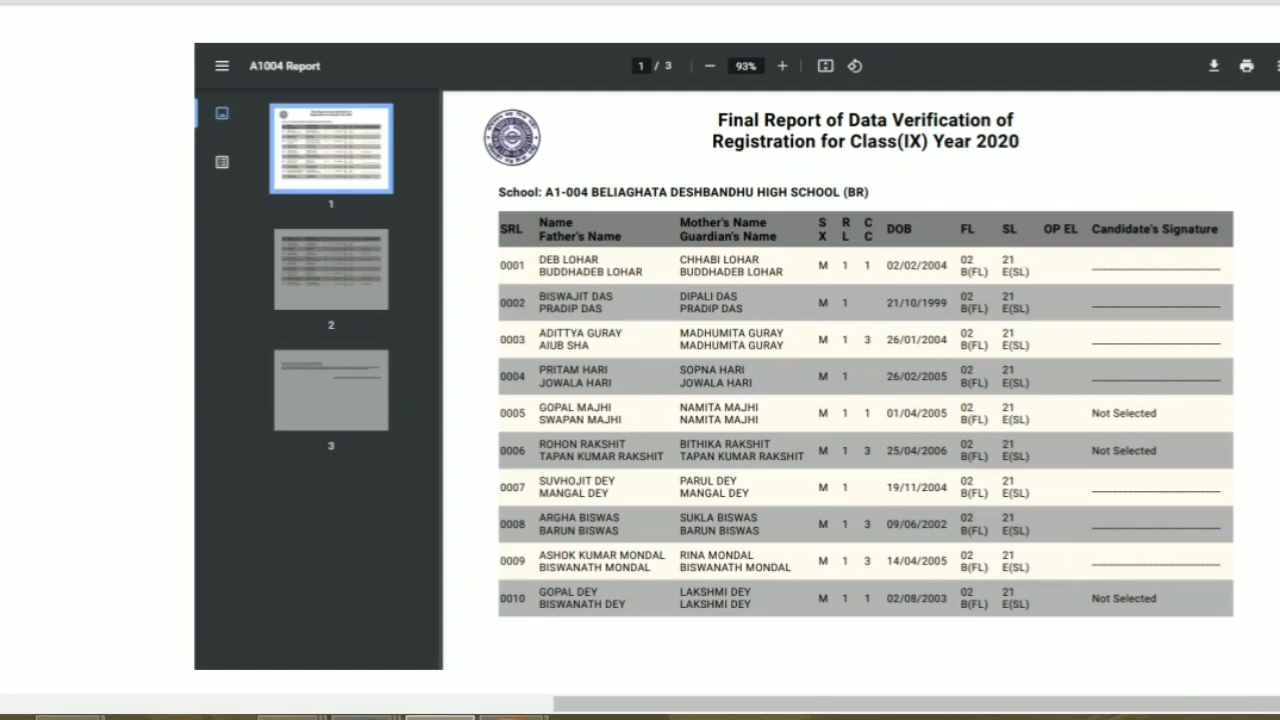 A1004 Report
1 / 3
93%
1
2
3
Final Report of Data Verification of
Registration for Class(IX) Year 2020
School: A1-004 BELIAGHATA DESHBANDHU HIGH SCHOOL (BR)
SRL Name Father's Name Mother's Name Guardian's Name SX RL CC DOB FL SL OP EL Candidate's Signature
0001 DEB LOHAR CHHABI LOHAR M 1 1 02/02/2004 02 21
BUDDHADEB LOHAR BUDDHADEB LOHAR B(FL) E(SL)
0002 BISWAJIT DAS DIPALI DAS M 1 21/10/1999 02 21
PRADIP DAS PRADIP DAS B(FL) E(SL)
0003 ADITTYA GURAY MADHUMITA GURAY M 1 3 26/01/2004 02 21
AIUB SHA MADHUMITA GURAY B(FL) E(SL)
0004 PRITAM HARI SOPNA HARI M 1 26/02/2005 02 21
JOWALA HARI JOWALA HARI B(FL) E(SL)
0005 GOPAL MAJHI NAMITA MAJHI M 1 1 01/04/2005 02 21 Not Selected
SWAPAN MAJHI NAMITA MAJHI B(FL) E(SL)
0006 ROHON RAKSHIT BITHIKA RAKSHIT M 1 3 25/04/2006 02 21 Not Selected
TAPAN KUMAR RAKSHIT TAPAN KUMAR RAKSHIT B(FL) E(SL)
0007 SUVHOJIT DEY PARUL DEY M 1 19/11/2004 02 21
MANGAL DEY MANGAL DEY B(FL) E(SL)
0008 ARGHA BISWAS SUKLA BISWAS M 1 3 09/06/2002 02 21
BARUN BISWAS BARUN BISWAS B(FL) E(SL)
0009 ASHOK KUMAR MONDAL RINA MONDAL M 1 3 14/04/2005 02 21
BISWANATH MONDAL BISWANATH MONDAL B(FL) E(SL)
0010 GOPAL DEY LAKSHMI DEY M 1 1 02/08/2003 02 21 Not Selected
BISWANATH DEY LAKSHMI DEY B(FL) E(SL)